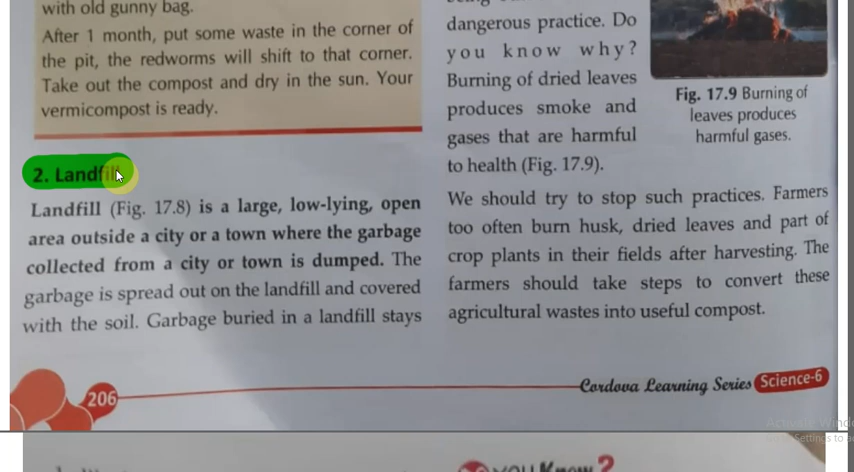 with old gunny bag.
After 1 month, put some waste in the corner of
the pit, the redworms will shift to that corner.
Take out the compost and dry in the sun. Your
vermicompost is ready.
2. Landfill
Landfill (Fig. 17.8) is a large, low-lying, open
area outside a city or a town where the garbage
collected from a city or town is dumped. The
garbage is spread out on the landfill and covered
with the soil. Garbage buried in a landfill stays
dangerous practice. Do
you know why?
Burning of dried leaves
produces smoke and
gases that are harmful
to health (Fig. 17.9).
Fig. 17.9 Burning of
leaves produces
harmful gases.
We should try to stop such practices. Farmers
too often burn husk, dried leaves and part of
crop plants in their fields after harvesting. The
farmers should take steps to convert these
agricultural wastes into useful compost.
206
Cordova Learning Series Science-6
you Know?